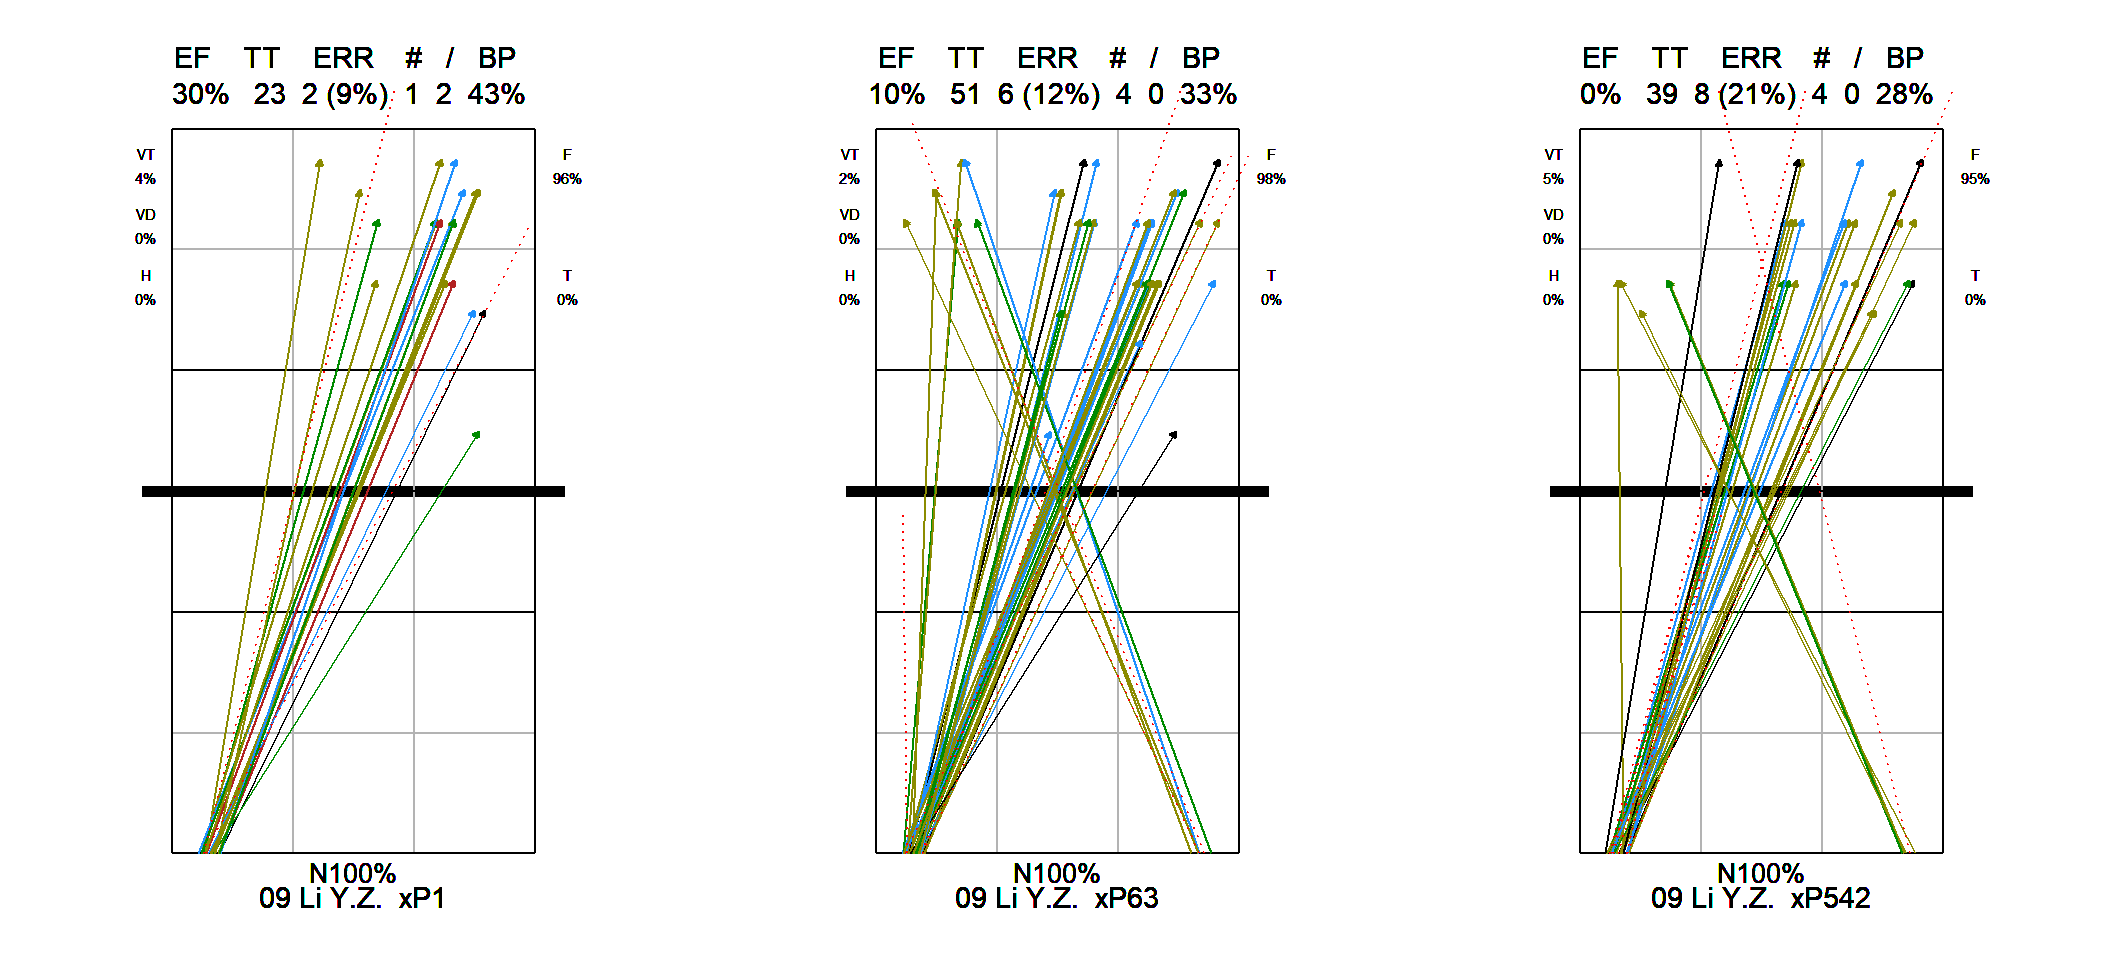 EF TT ERR # / BP
30% 23 2 (9%) 1 2 43%
VT
4%
VD
0%
H
0%
F
96%
T
0%
N100%
09 Li Y.Z. xP1
EF TT ERR # / BP
10% 51 6 (12%) 4 0 33%
VT
2%
VD
0%
H
0%
F
98%
T
0%
N100%
09 Li Y.Z. xP63
EF TT ERR # / BP
0% 39 8 (21%) 4 0 28%
VT
5%
VD
0%
H
0%
F
95%
T
0%
N100%
09 Li Y.Z. xP542